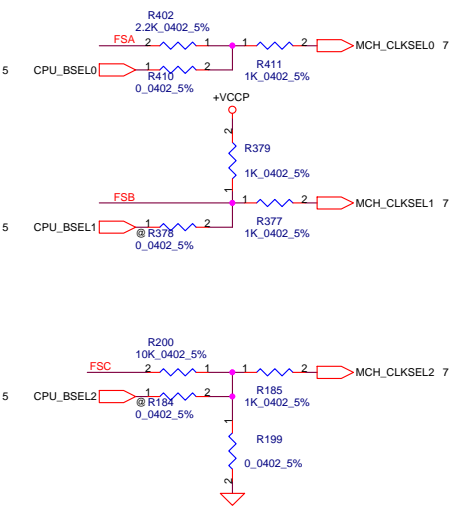 R402
2.2K_0402_5%
FSA 2 1 1 2 MCH_CLKSEL0 7
5 CPU_BSEL0 1 2 R411
R410 1K_0402_5%
0_0402_5%
+VCCP
2
R379
1K_0402_5%
1
FSB 1 2 MCH_CLKSEL1 7
5 CPU_BSEL1 1 2 R377
@ R378 1K_0402_5%
0_0402_5%
R200
10K_0402_5%
FSC 2 1 1 2 MCH_CLKSEL2 7
5 CPU_BSEL2 1 2 R185
@ R184 1K_0402_5%
0_0402_5%
1
R199
0_0402_5%
2